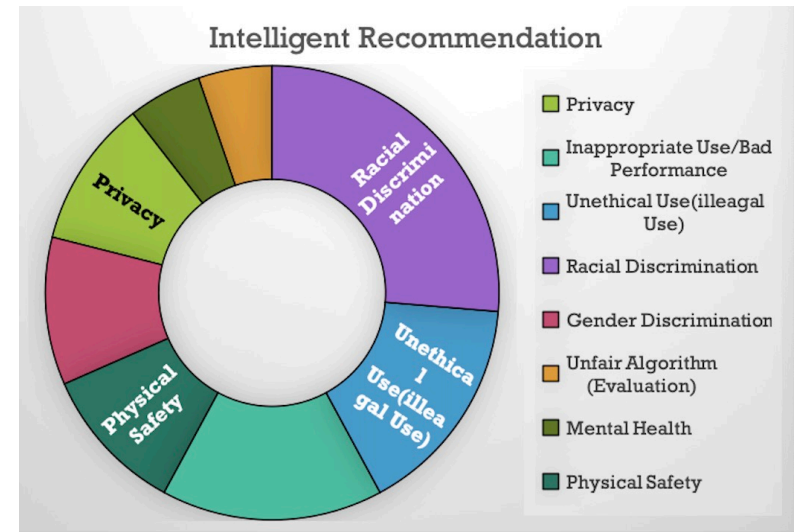 Intelligent Recommendation
Racial
Discrimi
nation
Privacy
Unethica
l
Use(illea
gal Use)
Physical
Safety
Privacy
Inappropriate Use/Bad
Performance
Unethical Use(illeagal
Use)
Racial Discrimination
Gender Discrimination
Unfair Algorithm
(Evaluation)
Mental Health
Physical Safety